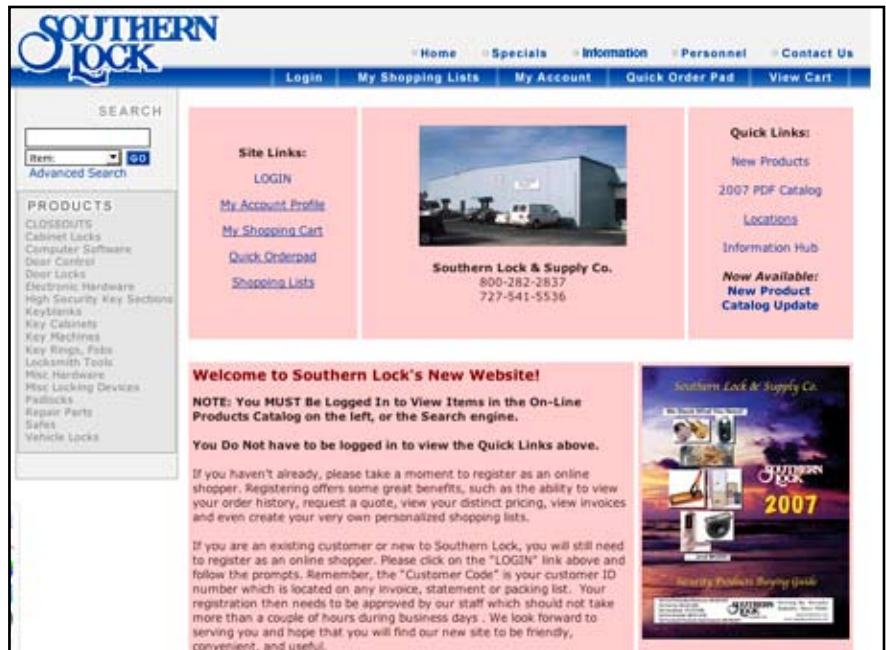 SOUTHERN
LOCK
Home Specials Information Personnel Contact Us
Login My Shopping Lists My Account Quick Order Pad View Cart
SEARCH
Item: GO
Advanced Search
PRODUCTS
CLOSEOUTS
Cabinet Locks
Computer Software
Door Control
Door Locks
Electronic Hardware
High Security Key Sections
Keyblanks
Key Cabinets
Key Machines
Key Rings, Fobs
Locksmith Tools
Misc Hardware
Misc Locking Devices
Padlocks
Repair Parts
Safes
Vehicle Locks
Site Links:
LOGIN
My Account Profile
My Shopping Cart
Quick Orderpad
Shopping Lists
Southern Lock & Supply Co.
800-282-2837
727-541-5536
Quick Links:
New Products
2007 PDF Catalog
Locations
Information Hub
Now Available:
New Product
Catalog Update
Welcome to Southern Lock's New Website!
NOTE: You MUST Be Logged In to View Items in the On-Line
Products Catalog on the left, or the Search engine.
You Do Not have to be logged in to view the Quick Links above.
If you haven't already, please take a moment to register as an online
shopper. Registering offers some great benefits, such as the ability to view
your order history, request a quote, view your distinct pricing, view invoices
and even create your very own personalized shopping lists.
If you are an existing customer or new to Southern Lock, you will still need
to register as an online shopper. Please click on the "LOGIN" link above and
follow the prompts. Remember, the "Customer Code" is your customer ID
number which is located on any invoice, statement or packing list. Your
registration then needs to be approved by our staff which should not take
more than a couple of hours during business days . We look forward to
serving you and hope that you will find our new site to be friendly,
convenient, and useful.
Southern Lock & Supply Co.
We Stock What You Need!
SOUTHERN
LOCK
2007
Security Products Buying Guide
SOUTHERN
LOCK